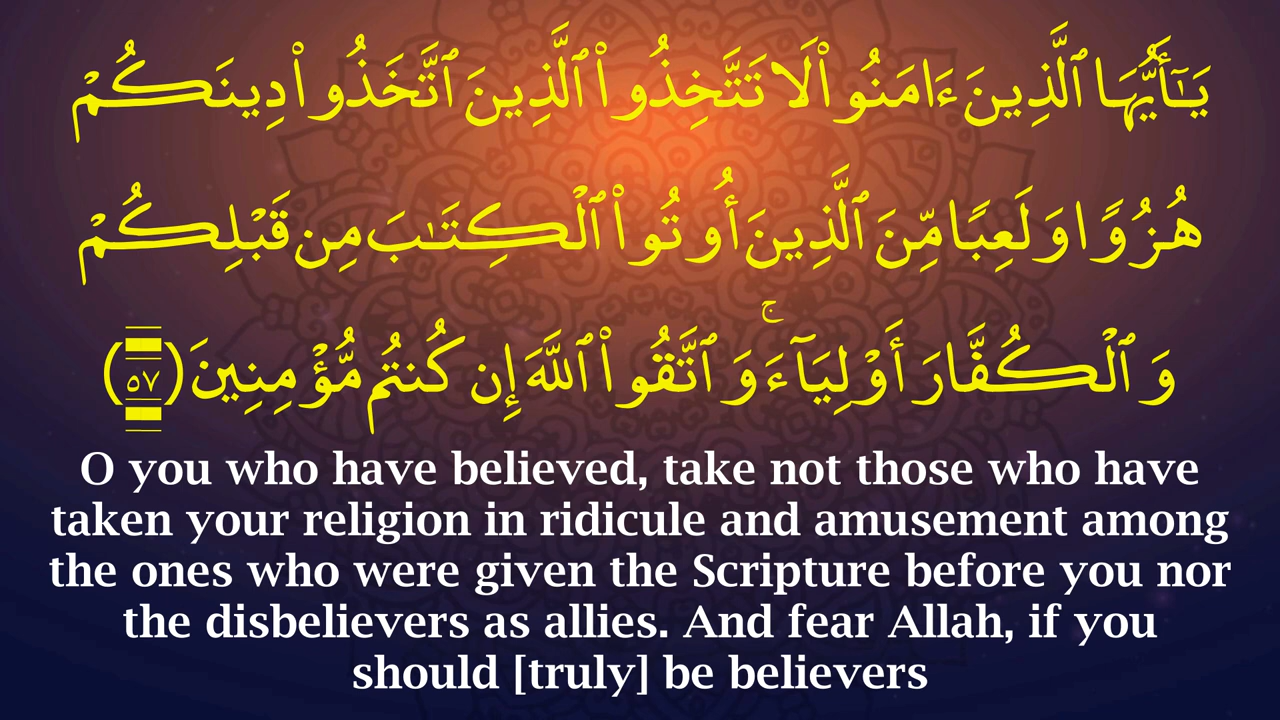 يَـٰٓأَيُّهَا ٱلَّذِينَ ءَامَنُوا۟ لَا تَتَّخِذُوا۟ ٱلَّذِينَ ٱتَّخَذُوا۟ دِينَكُمْ
هُزُوًا وَلَعِبًا مِّنَ ٱلَّذِينَ أُوتُوا۟ ٱلْكِتَـٰبَ مِن قَبْلِكُمْ
وَٱلْكُفَّارَ أَوْلِيَآءَ ۚ وَٱتَّقُوا۟ ٱللَّهَ إِن كُنتُم مُّؤْمِنِينَ (٥٧)
O you who have believed, take not those who have
taken your religion in ridicule and amusement among
the ones who were given the Scripture before you nor
the disbelievers as allies. And fear Allah, if you
should [truly] be believers